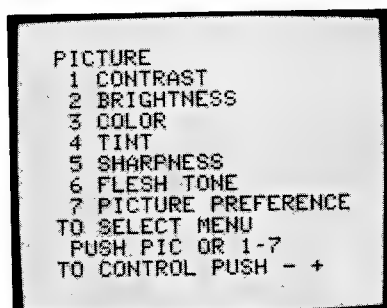 PICTURE
1 CONTRAST
2 BRIGHTNESS
3 COLOR
4 TINT
5 SHARPNESS
6 FLESH TONE
7 PICTURE PREFERENCE
TO SELECT MENU
PUSH PIC OR 1-7
TO CONTROL PUSH - +